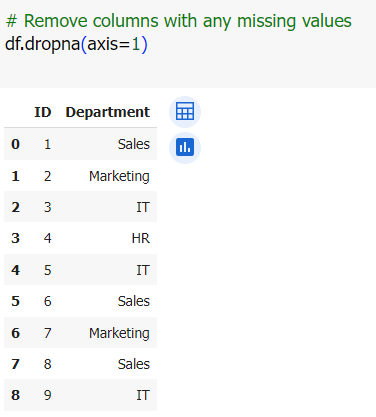 # Remove columns with any missing values
df.dropna(axis=1)
ID Department
0 1 Sales
1 2 Marketing
2 3 IT
3 4 HR
4 5 IT
5 6 Sales
6 7 Marketing
7 8 Sales
8 9 IT